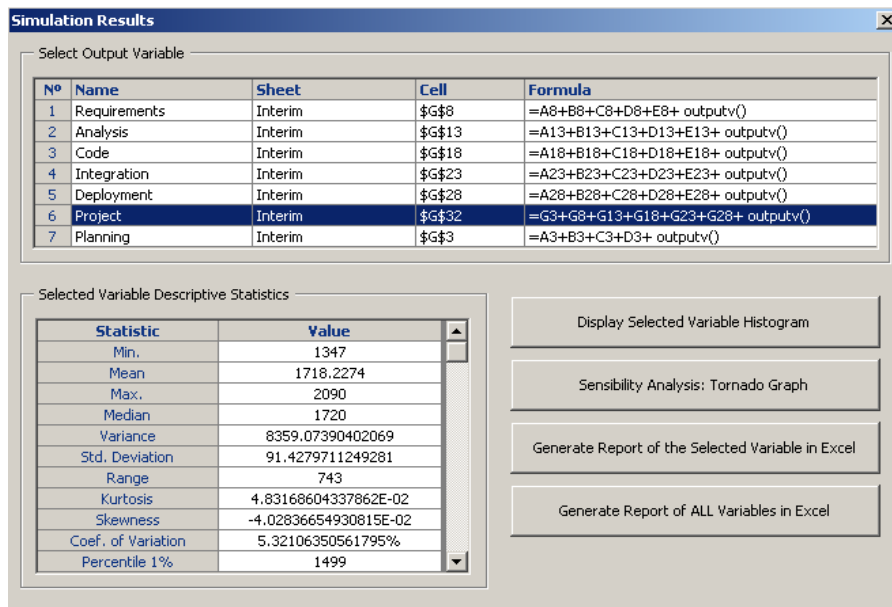 Simulation Results
Select Output Variable
Nº Name Sheet Cell Formula
1 Requirements Interim $G$8 =A8+B8+C8+D8+E8+ outputv()
2 Analysis Interim $G$13 =A13+B13+C13+D13+E13+ outputv()
3 Code Interim $G$18 =A18+B18+C18+D18+E18+ outputv()
4 Integration Interim $G$23 =A23+B23+C23+D23+E23+ outputv()
5 Deployment Interim $G$28 =A28+B28+C28+D28+E28+ outputv()
6 Project Interim $G$32 =G3+G8+G13+G18+G23+G28+ outputv()
7 Planning Interim $G$3 =A3+B3+C3+D3+ outputv()
Selected Variable Descriptive Statistics
Statistic Value
Min. 1347
Mean 1718.2274
Max. 2090
Median 1720
Variance 8359.07390402069
Std. Deviation 91.4279711249281
Range 743
Kurtosis 4.83168604337862E-02
Skewness -4.02836654930815E-02
Coef. of Variation 5.32106350561795%
Percentile 1% 1499
Display Selected Variable Histogram
Sensibility Analysis: Tornado Graph
Generate Report of the Selected Variable in Excel
Generate Report of ALL Variables in Excel